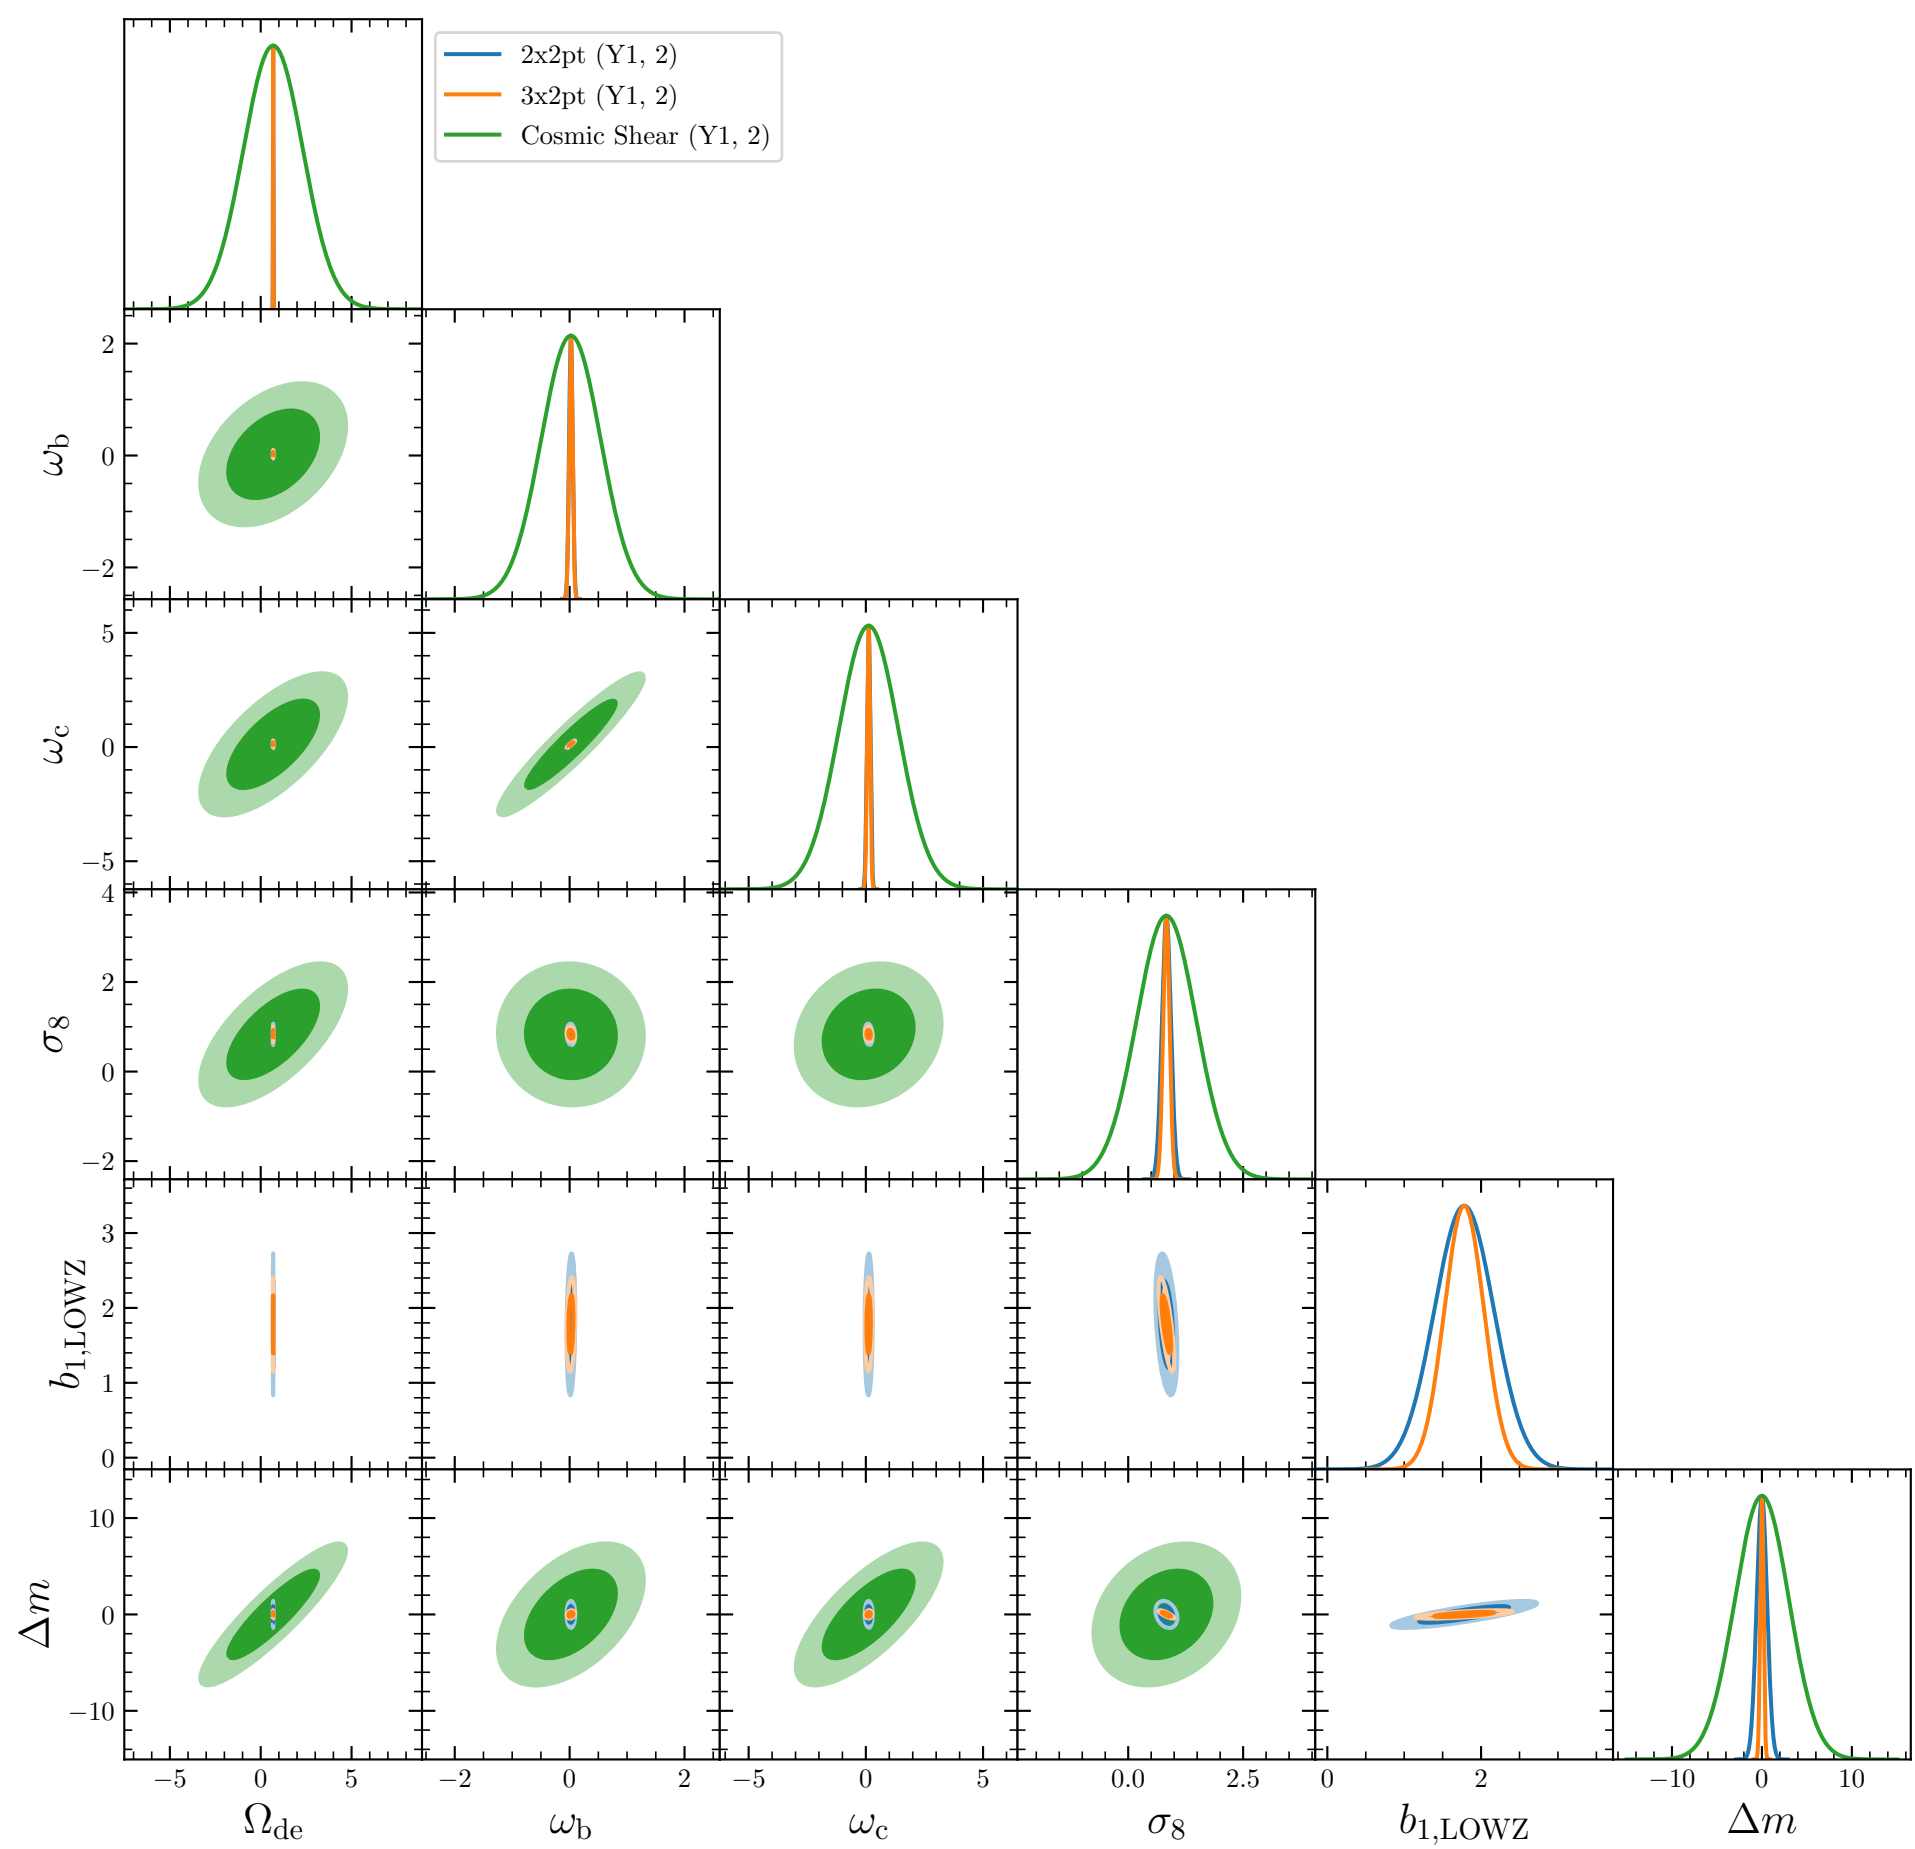 2x2pt (Y1, 2)
3x2pt (Y1, 2)
Cosmic Shear (Y1, 2)
2
0
−2
ω_b
5
0
−5
ω_c
4
2
0
−2
σ_8
3
2
1
0
b_1,LOWZ
10
0
−10
Δm
−5 0 5 −2 0 2 −5 0 5 0.0 2.5 0 2 −10 0 10
Ω_de ω_b ω_c σ_8 b_1,LOWZ Δm